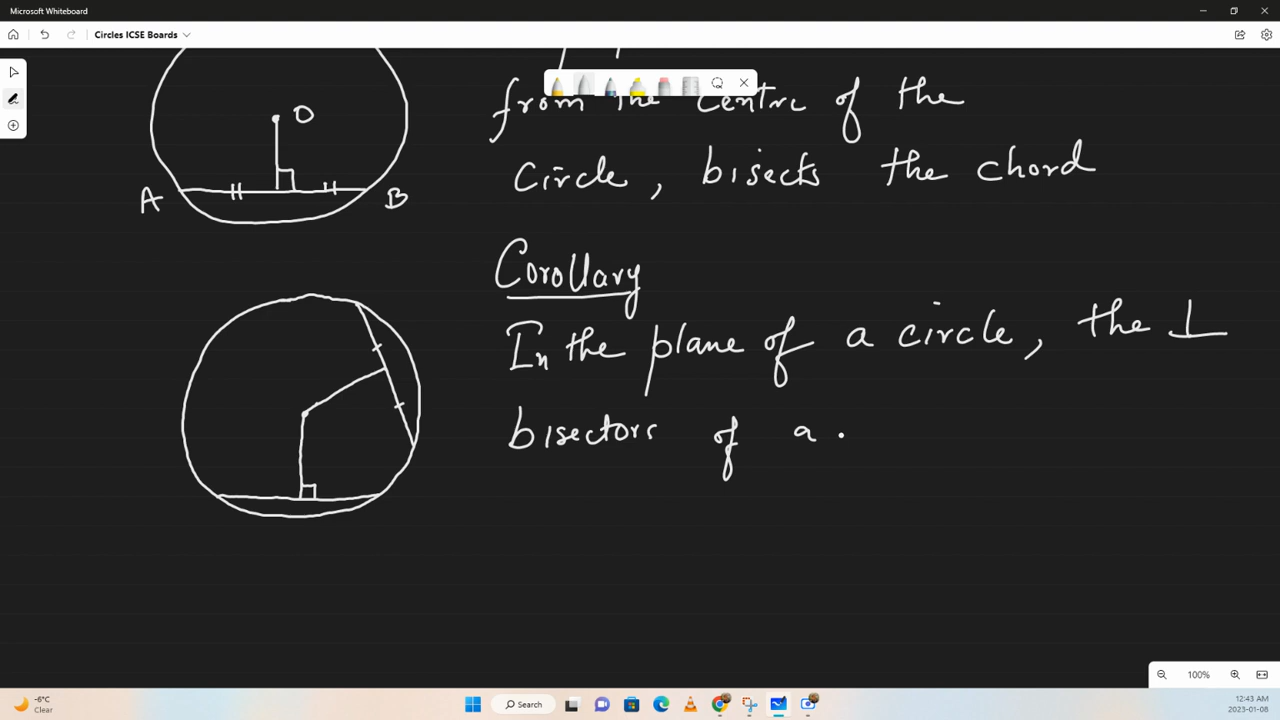 Microsoft Whiteboard
Circles ICSE Boards
from the centre of the
O
Circle, bisects the chord
A
B
Corollary
In the plane of a circle, the ⊥
bisectors of a
100%
-6°C
Clear
Search
12:43 AM
2023-01-08